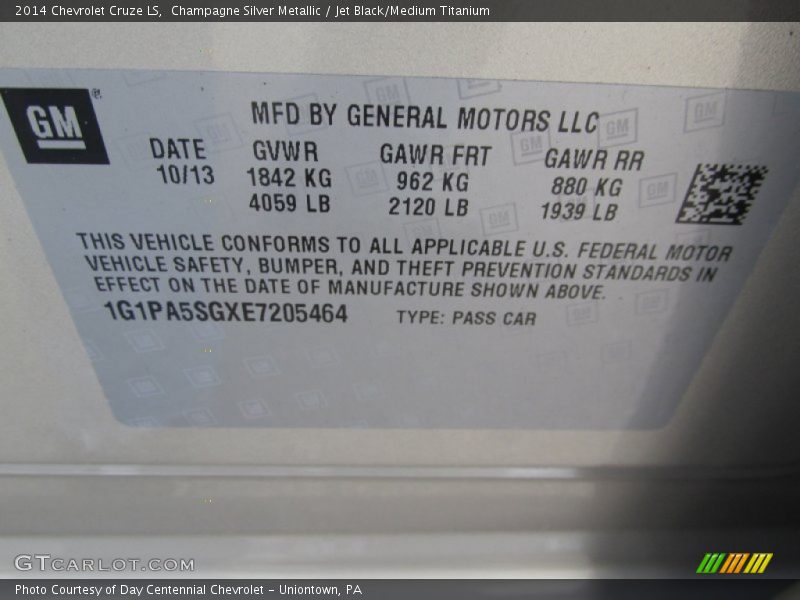 2014 Chevrolet Cruze LS,  Champagne Silver Metallic / Jet Black/Medium Titanium
GM
MFD BY GENERAL MOTORS LLC
DATE GVWR GAWR FRT GAWR RR
10/13 1842 KG 962 KG 880 KG
4059 LB 2120 LB 1939 LB
THIS VEHICLE CONFORMS TO ALL APPLICABLE U.S. FEDERAL MOTOR
VEHICLE SAFETY, BUMPER, AND THEFT PREVENTION STANDARDS IN
EFFECT ON THE DATE OF MANUFACTURE SHOWN ABOVE.
1G1PA5SGXE7205464 TYPE: PASS CAR
GTCARLOT.COM
Photo Courtesy of Day Centennial Chevrolet - Uniontown, PA